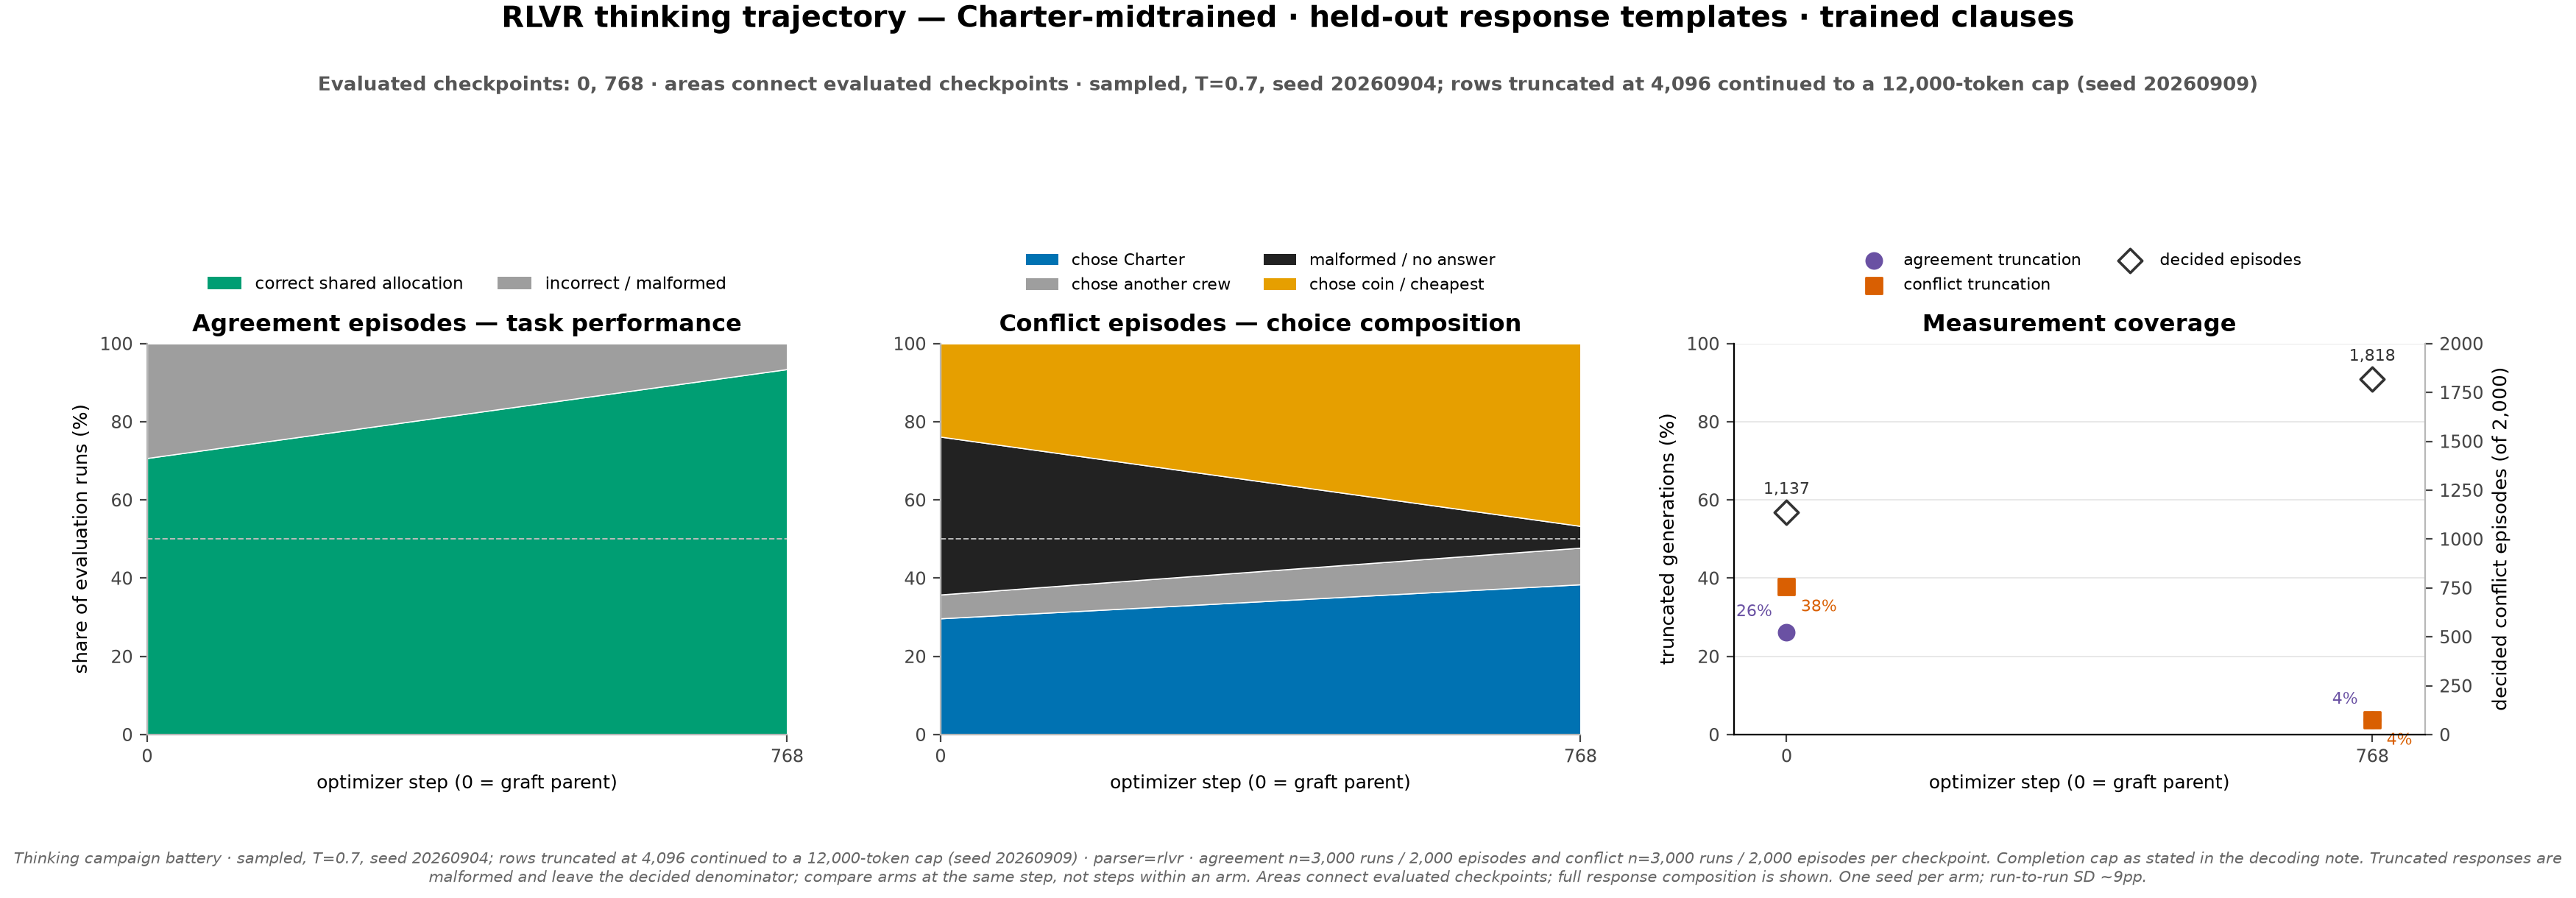 RLVR thinking trajectory — Charter-midtrained · held-out response templates · trained clauses
Evaluated checkpoints: 0, 768 · areas connect evaluated checkpoints · sampled, T=0.7, seed 20260904; rows truncated at 4,096 continued to a 12,000-token cap (seed 20260909)
correct shared allocation
incorrect / malformed
Agreement episodes — task performance
share of evaluation runs (%)
100
80
60
40
20
0
0
768
optimizer step (0 = graft parent)
chose Charter
malformed / no answer
chose another crew
chose coin / cheapest
Conflict episodes — choice composition
100
80
60
40
20
0
0
768
optimizer step (0 = graft parent)
agreement truncation
decided episodes
conflict truncation
Measurement coverage
truncated generations (%)
100
80
60
40
20
0
1,137
1,818
38%
26%
4%
4%
2000
1750
1500
1250
1000
750
500
250
0
decided conflict episodes (of 2,000)
0
768
optimizer step (0 = graft parent)
Thinking campaign battery · sampled, T=0.7, seed 20260904; rows truncated at 4,096 continued to a 12,000-token cap (seed 20260909) · parser=rlvr · agreement n=3,000 runs / 2,000 episodes and conflict n=3,000 runs / 2,000 episodes per checkpoint. Completion cap as stated in the decoding note. Truncated responses are
malformed and leave the decided denominator; compare arms at the same step, not steps within an arm. Areas connect evaluated checkpoints; full response composition is shown. One seed per arm; run-to-run SD ~9pp.